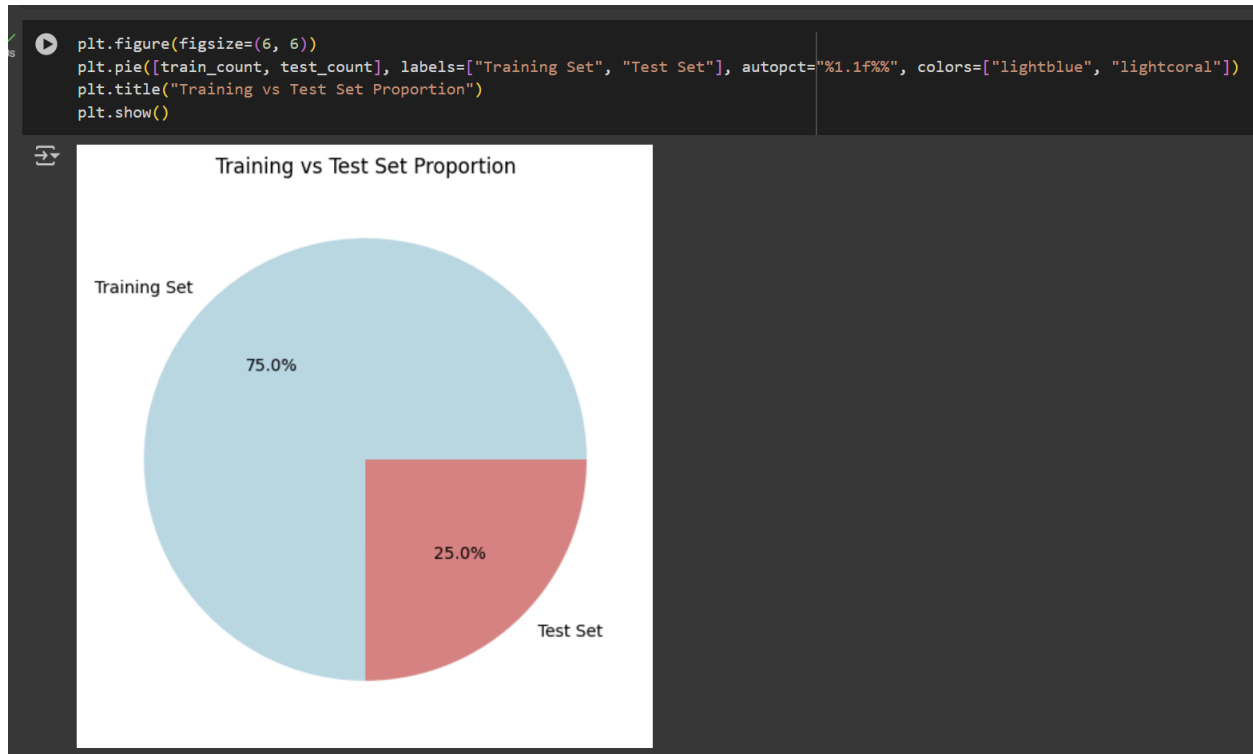 plt.figure(figsize=(6, 6))
plt.pie([train_count, test_count], labels=["Training Set", "Test Set"], autopct="%1.1f%%", colors=["lightblue", "lightcoral"])
plt.title("Training vs Test Set Proportion")
plt.show()
Training vs Test Set Proportion
Training Set
75.0%
25.0%
Test Set